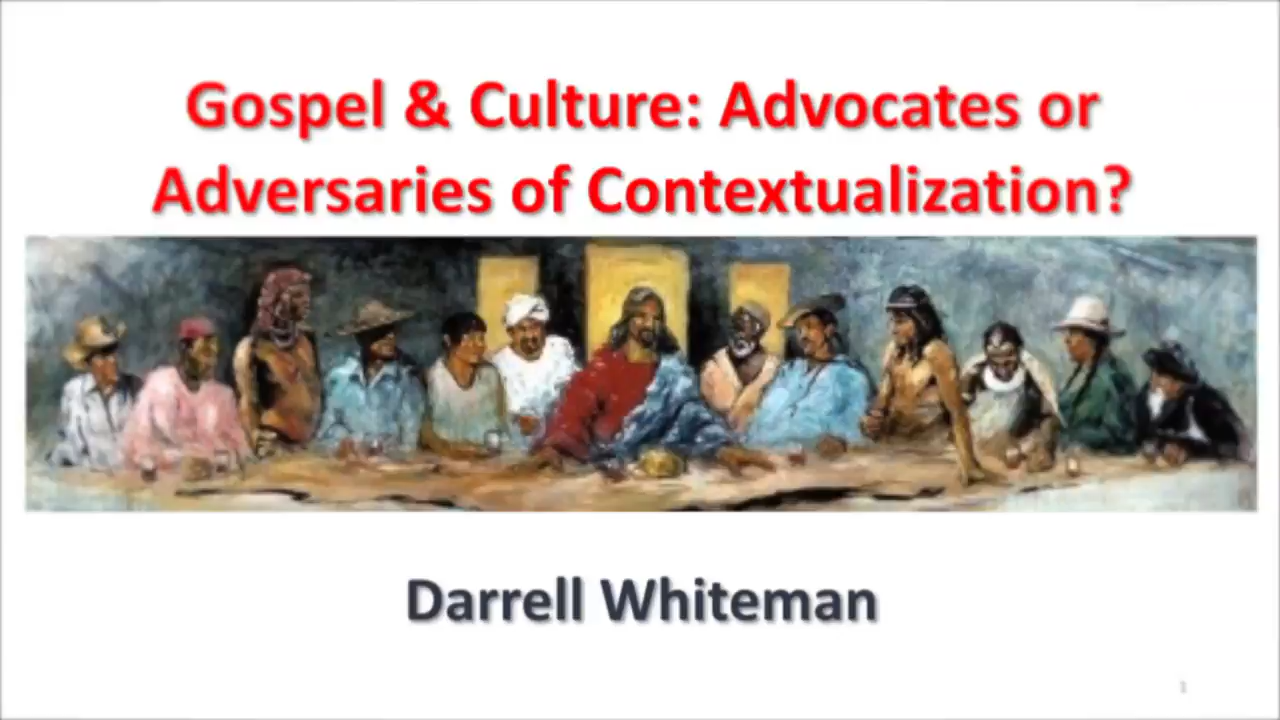 Gospel & Culture: Advocates or
Adversaries of Contextualization?
Darrell Whiteman
1